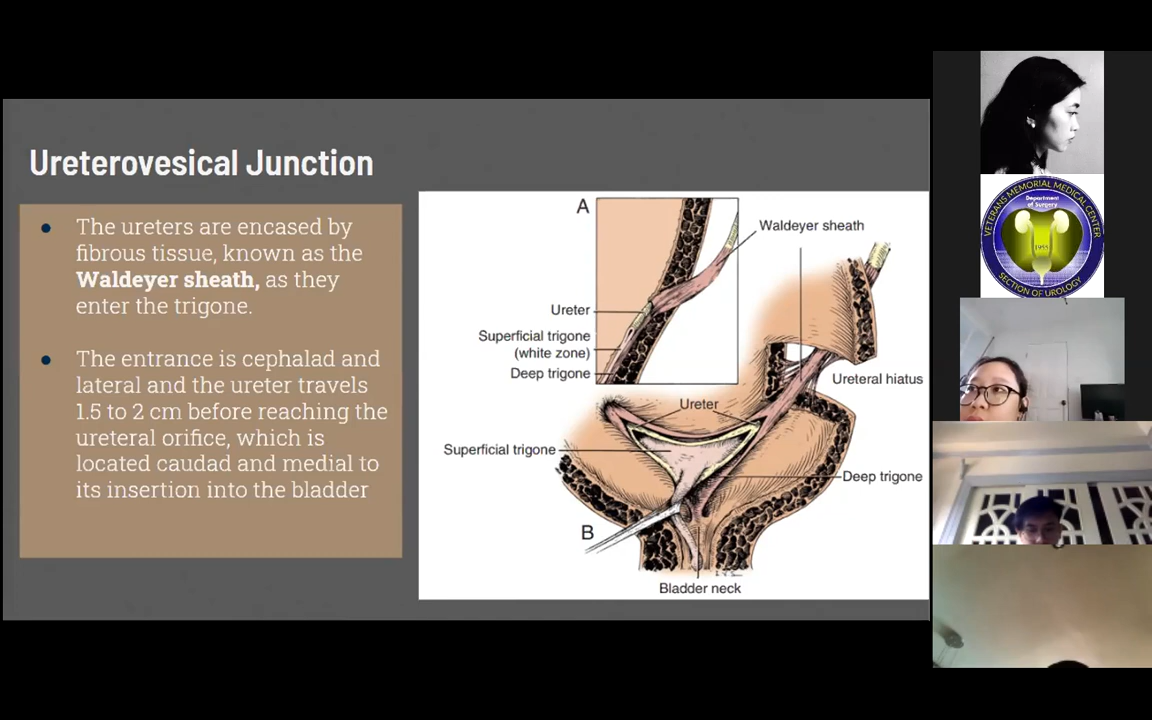 Ureterovesical Junction
● The ureters are encased by
fibrous tissue, known as the
Waldeyer sheath, as they
enter the trigone.
● The entrance is cephalad and
lateral and the ureter travels
1.5 to 2 cm before reaching the
ureteral orifice, which is
located caudad and medial to
its insertion into the bladder
A
Waldeyer sheath
Ureter
Superficial trigone
(white zone)
Deep trigone
Ureteral hiatus
Ureter
Superficial trigone
Deep trigone
B
Bladder neck
VETERANS MEMORIAL MEDICAL CENTER
Department
of Surgery
1955
SECTION OF UROLOGY